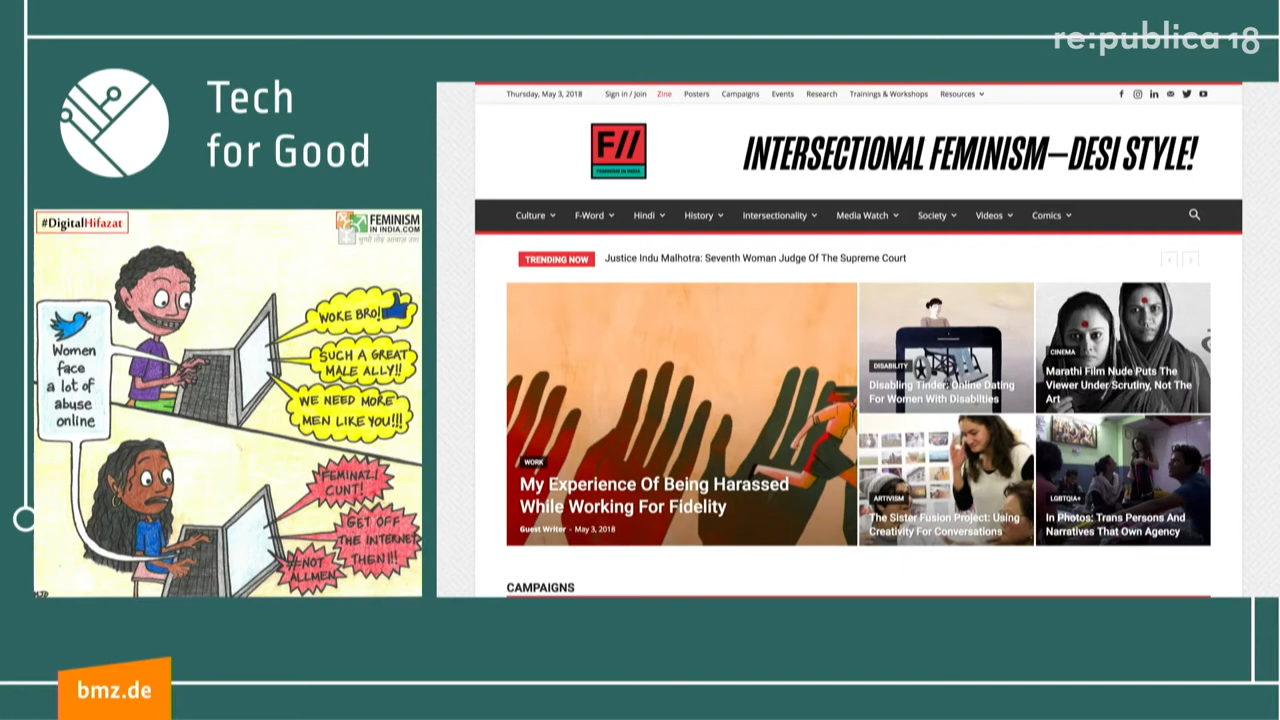 re:publica 18
Tech
for Good
#DigitalHifazat
FEMINISM
IN INDIA.COM
Women
face
a lot of
abuse
online
WOKE BRO!
SUCH A GREAT
MALE ALLY!!
WE NEED MORE
MEN LIKE YOU!!!
FEMINAZI
CUNT!
GET OFF
THE INTERNET
THEN!!!
#NOT
ALLMEN
Thursday, May 3, 2018 Sign in / Join Zine Posters Campaigns Events Research Trainings & Workshops Resources
F//
FEMINISM IN INDIA
INTERSECTIONAL FEMINISM—DESI STYLE!
Culture F-Word Hindi History Intersectionality Media Watch Society Videos Comics
TRENDING NOW Justice Indu Malhotra: Seventh Woman Judge Of The Supreme Court
WORK
My Experience Of Being Harassed
While Working For Fidelity
Guest Writer - May 3, 2018
DISABILITY
Disabling Tinder: Online Dating
For Women With Disabilties
CINEMA
Marathi Film Nude Puts The
Viewer Under Scrutiny, Not The
Art
ARTIVISM
The Sister Fusion Project: Using
Creativity For Conversations
LGBTQIA+
In Photos: Trans Persons And
Narratives That Own Agency
CAMPAIGNS
bmz.de